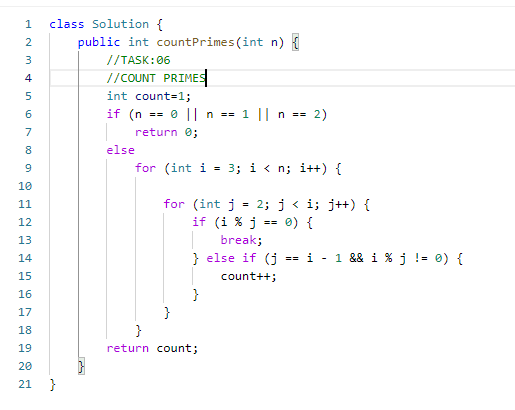 1 class Solution {
2 public int countPrimes(int n) {
3 //TASK:06
4 //COUNT PRIMES
5 int count=1;
6 if (n == 0 || n == 1 || n == 2)
7 return 0;
8 else
9 for (int i = 3; i < n; i++) {
10
11 for (int j = 2; j < i; j++) {
12 if (i % j == 0) {
13 break;
14 } else if (j == i - 1 && i % j != 0) {
15 count++;
16 }
17 }
18 }
19 return count;
20 }
21 }